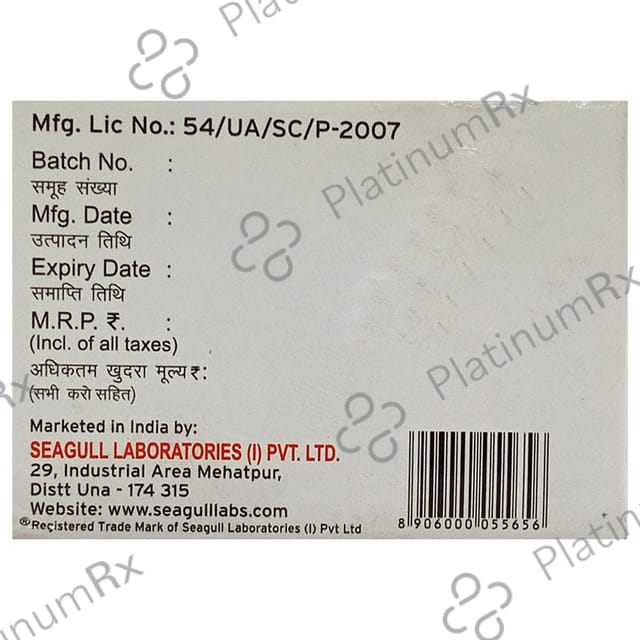 PlatinumRx
Mfg. Lic No.: 54/UA/SC/P-2007
Batch No. :
समूह संख्या
Mfg. Date :
उत्पादन तिथि
Expiry Date :
समाप्ति तिथि
M.R.P. ₹. :
(Incl. of all taxes)
अधिकतम खुदरा मूल्य ₹:
(सभी करो सहित)
Marketed in India by:
SEAGULL LABORATORIES (I) PVT. LTD.
29, Industrial Area Mehatpur,
Distt Una - 174 315
Website: www.seagulllabs.com
®Registered Trade Mark of Seagull Laboratories (I) Pvt Ltd
8 906000 055656
PlatinumRx
PlatinumRx
PlatinumRx
PlatinumRx